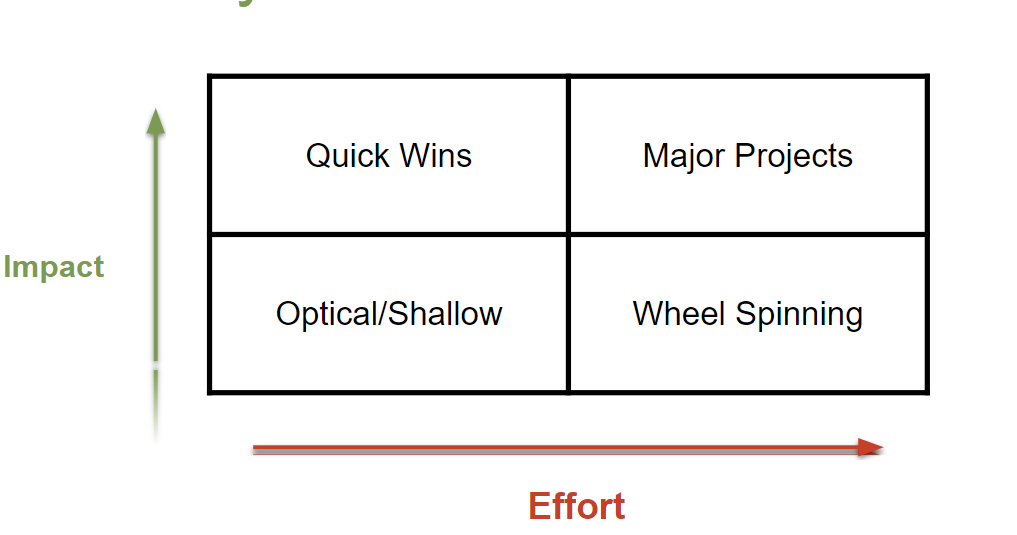 Quick Wins
Major Projects
Impact
Optical/Shallow
Wheel Spinning
Effort